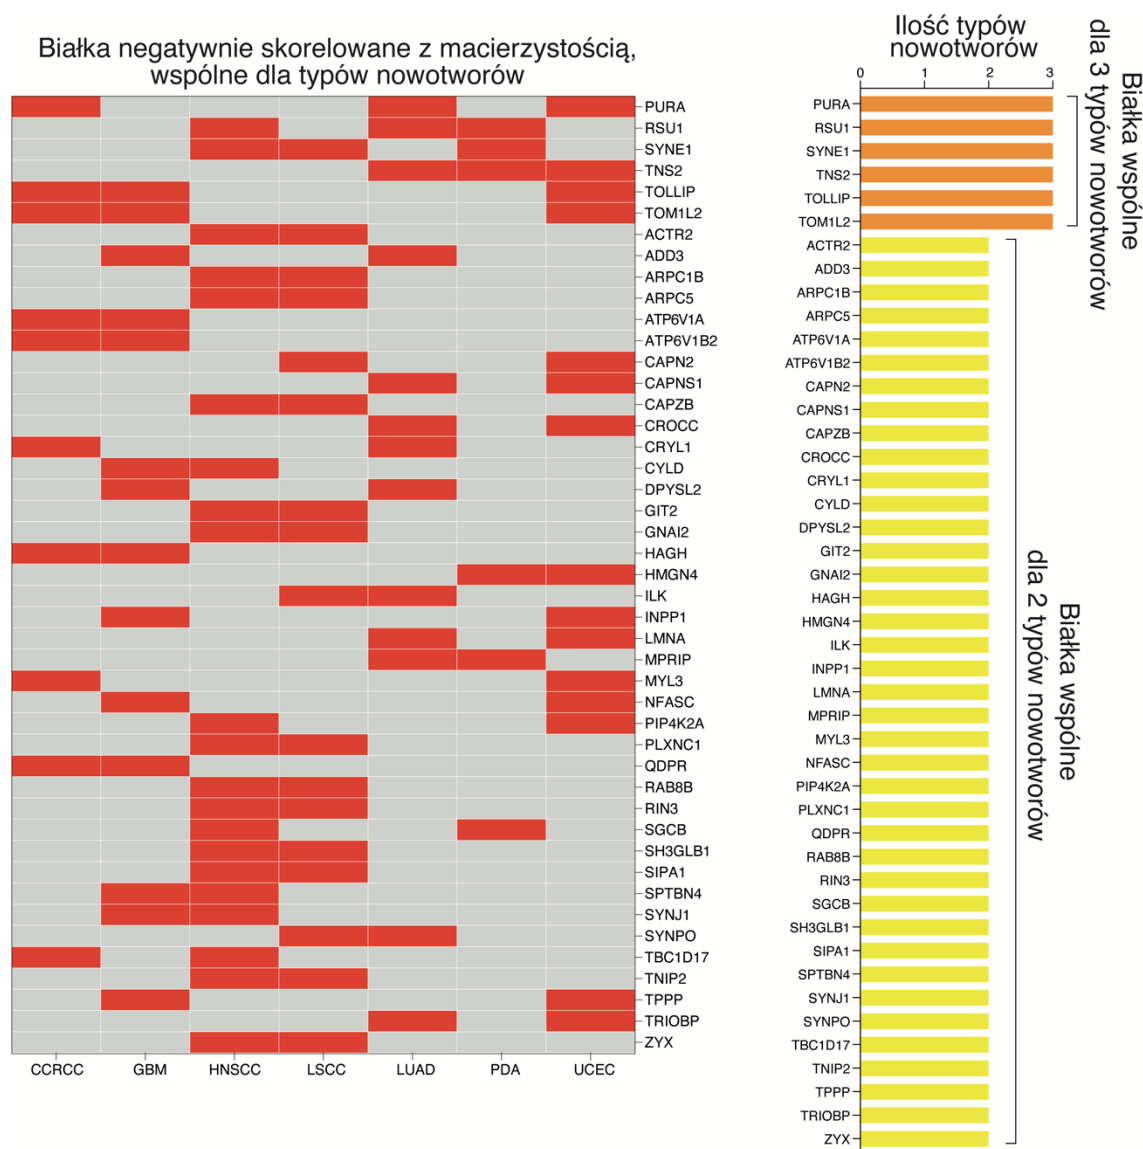 Białka negatywnie skorelowane z macierzystością,
wspólne dla typów nowotworów
PURA
RSU1
SYNE1
TNS2
TOLLIP
TOM1L2
ACTR2
ADD3
ARPC1B
ARPC5
ATP6V1A
ATP6V1B2
CAPN2
CAPNS1
CAPZB
CROCC
CRYL1
CYLD
DPYSL2
GIT2
GNAI2
HAGH
HMGN4
ILK
INPP1
LMNA
MPRIP
MYL3
NFASC
PIP4K2A
PLXNC1
QDPR
RAB8B
RIN3
SGCB
SH3GLB1
SIPA1
SPTBN4
SYNJ1
SYNPO
TBC1D17
TNIP2
TPPP
TRIOBP
ZYX
CCRCC GBM HNSCC LSCC LUAD PDA UCEC
Ilość typów
nowotworów
0 1 2 3
PURA
RSU1
SYNE1
TNS2
TOLLIP
TOM1L2
ACTR2
ADD3
ARPC1B
ARPC5
ATP6V1A
ATP6V1B2
CAPN2
CAPNS1
CAPZB
CROCC
CRYL1
CYLD
DPYSL2
GIT2
GNAI2
HAGH
HMGN4
ILK
INPP1
LMNA
MPRIP
MYL3
NFASC
PIP4K2A
PLXNC1
QDPR
RAB8B
RIN3
SGCB
SH3GLB1
SIPA1
SPTBN4
SYNJ1
SYNPO
TBC1D17
TNIP2
TPPP
TRIOBP
ZYX
Białka wspólne
dla 3 typów nowotworów
Białka wspólne
dla 2 typów nowotworów